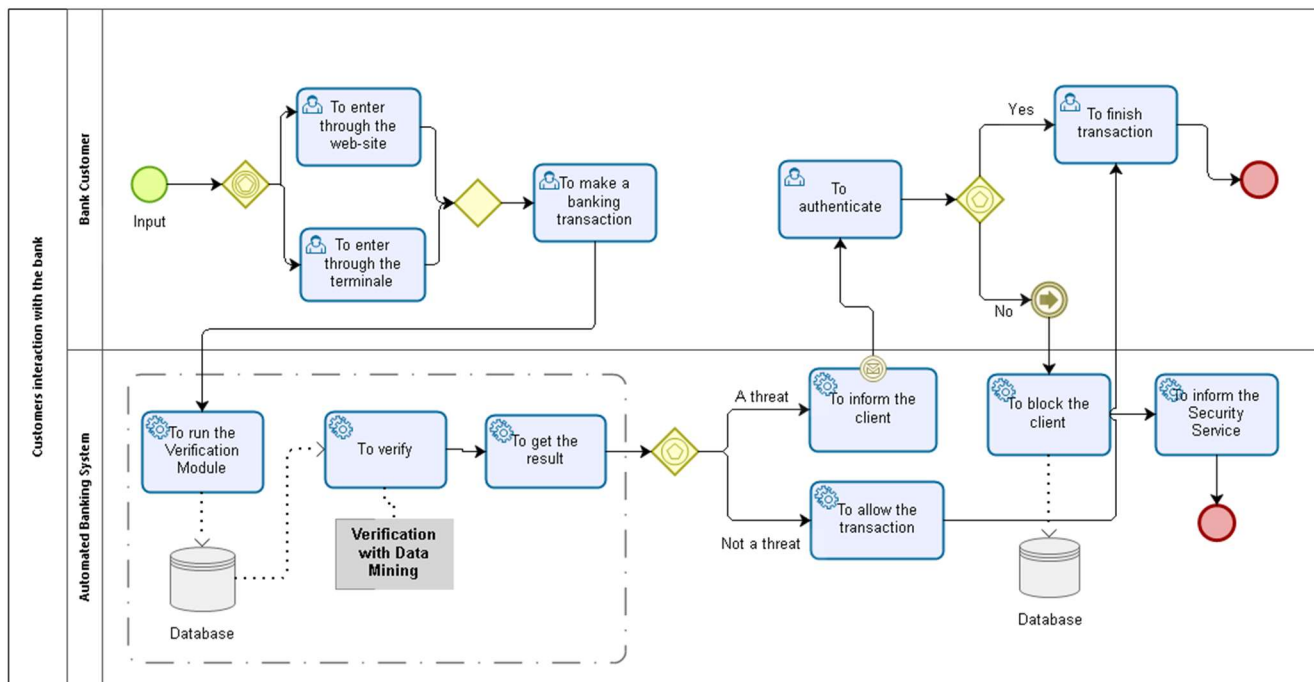 Customers interaction with the bank
Bank Customer
Input
To enter
through the
web-site
To enter
through the
terminale
To make a
banking
transaction
To
authenticate
Yes
No
To finish
transaction
Automated Banking System
To run the
Verification
Module
Database
To verify
Verification
with Data
Mining
To get the
result
A threat
Not a threat
To inform the
client
To allow the
transaction
To block the
client
Database
To inform the
Security
Service